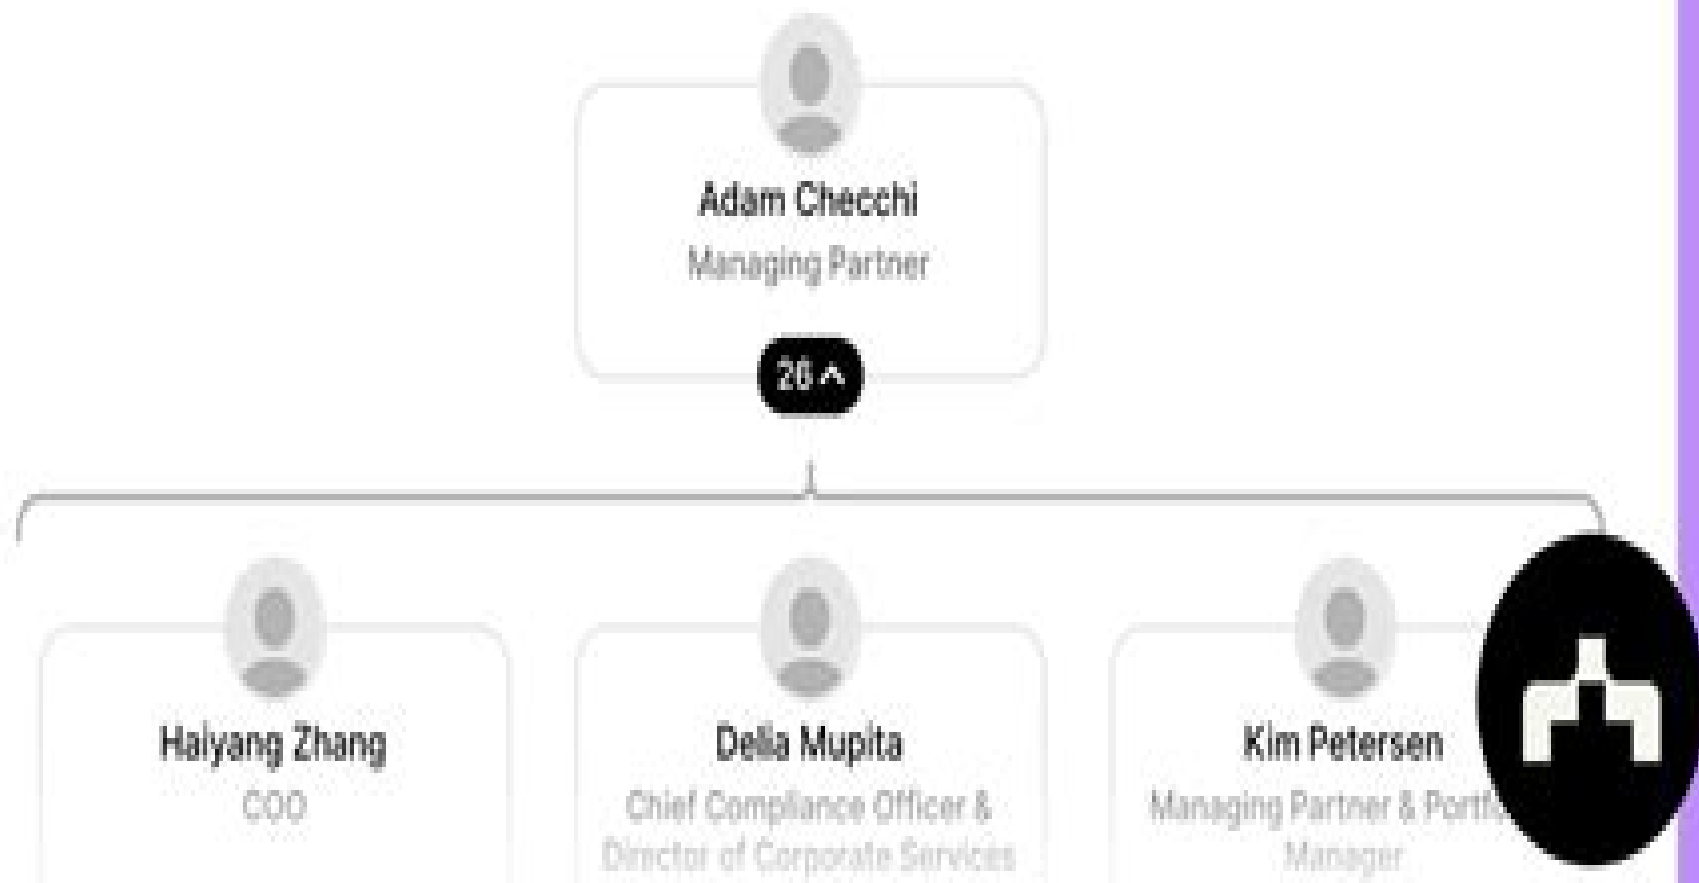 Adam Checchi
Managing Partner
26
Haiyang Zhang
Delia Mupita
Kim Petersen
COO
Chief Compliance Officer &
Managing Partner &
Director of Corporate Services
Manager